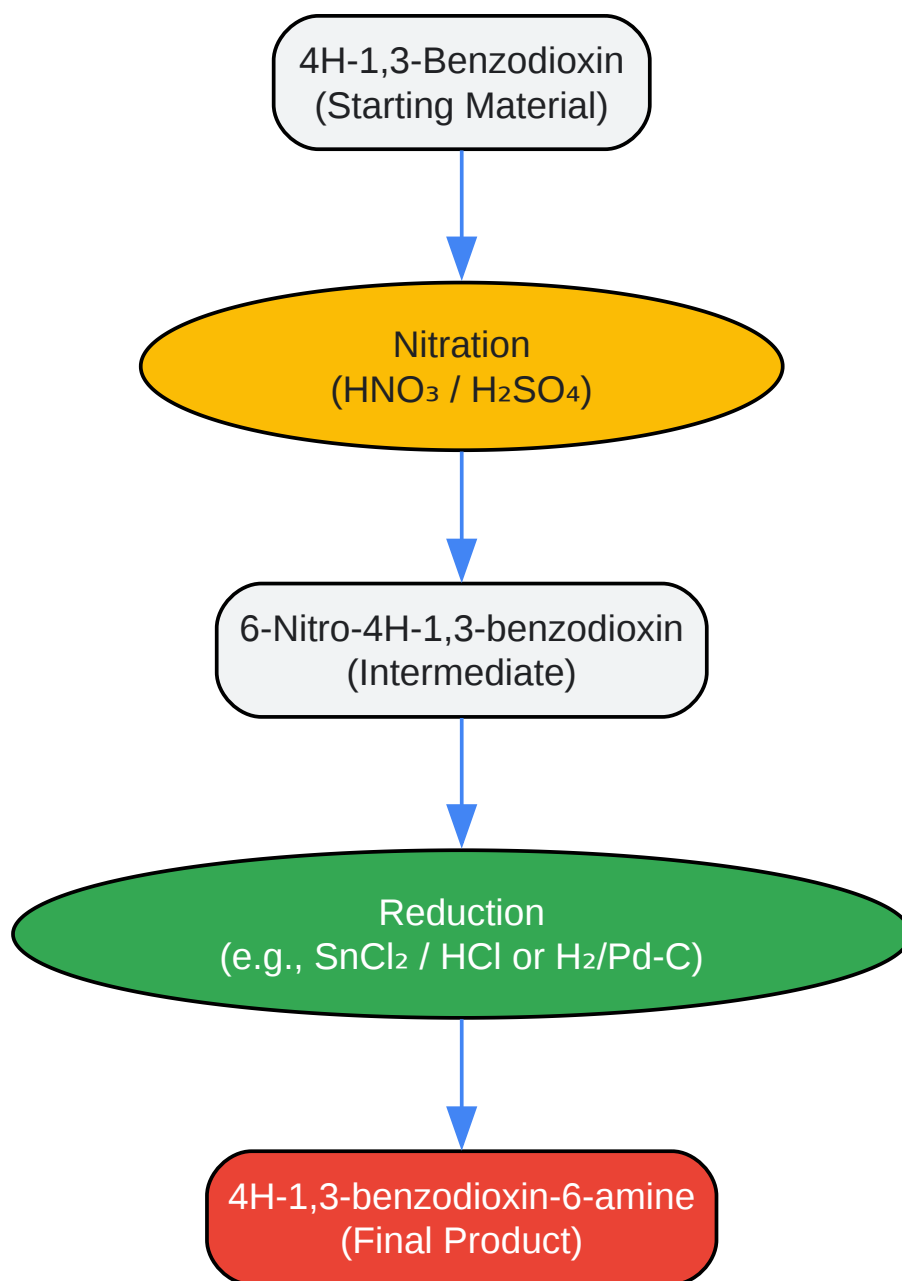 4H-1,3-Benzodioxin
(Starting Material)
Nitration
(HNO₃ / H₂SO₄)
6-Nitro-4H-1,3-benzodioxin
(Intermediate)
Reduction
(e.g., SnCl₂ / HCl or H₂/Pd-C)
4H-1,3-benzodioxin-6-amine
(Final Product)